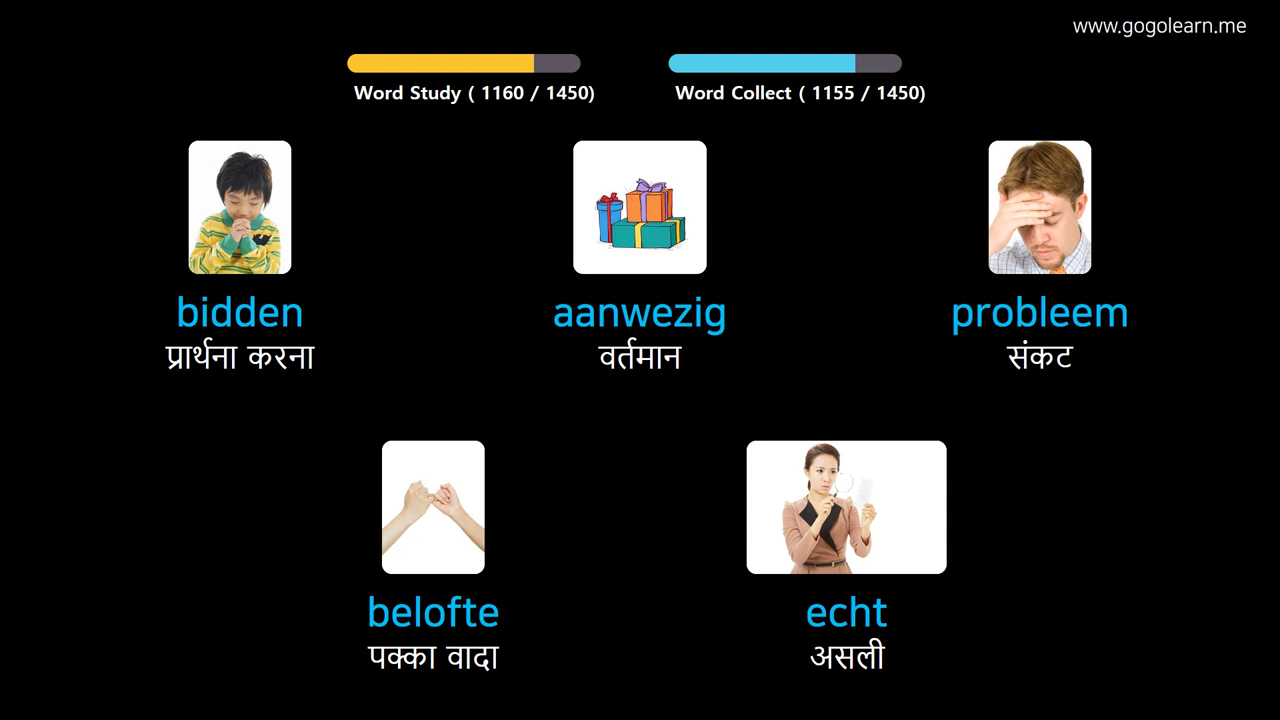 www.gogolearn.me
Word Study ( 1160 / 1450)
Word Collect ( 1155 / 1450)
bidden
प्रार्थना करना
aanwezig
वर्तमान
probleem
संकट
belofte
पक्का वादा
echt
असली